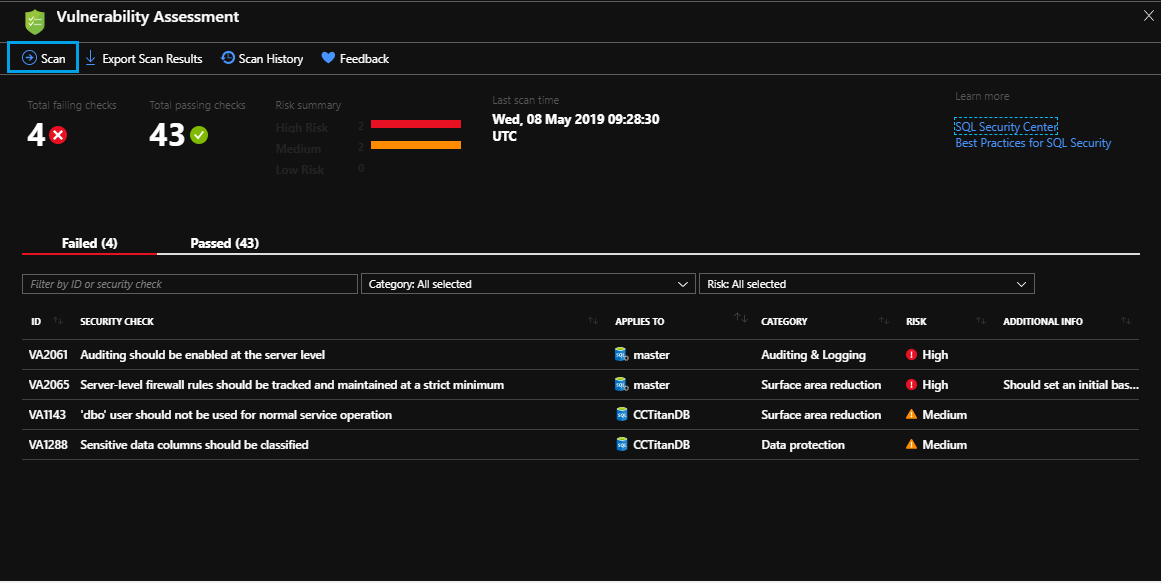 Vulnerability Assessment
Scan Export Scan Results Scan History Feedback
Total failing checks Total passing checks Risk summary Last scan time Learn more
4 43
High Risk 2
Medium 2
Low Risk 0
Wed, 08 May 2019 09:28:30
UTC
SQL Security Center
Best Practices for SQL Security
Failed (4) Passed (43)
Filter by ID or security check Category: All selected Risk: All selected
ID SECURITY CHECK APPLIES TO CATEGORY RISK ADDITIONAL INFO
VA2061 Auditing should be enabled at the server level master Auditing & Logging High
VA2065 Server-level firewall rules should be tracked and maintained at a strict minimum master Surface area reduction High Should set an initial bas...
VA1143 'dbo' user should not be used for normal service operation CCTitanDB Surface area reduction Medium
VA1288 Sensitive data columns should be classified CCTitanDB Data protection Medium